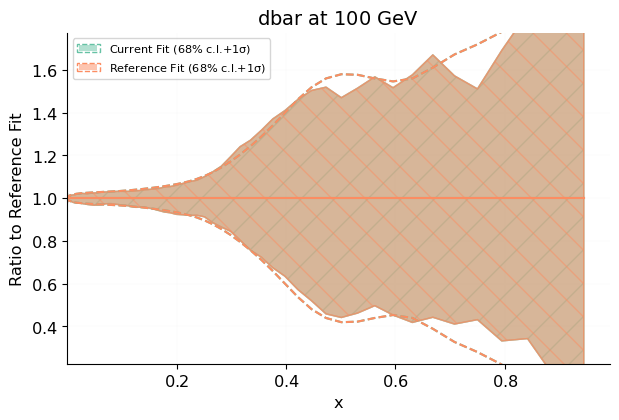 dbar at 100 GeV
Current Fit (68% c.l.+1σ)
Reference Fit (68% c.l.+1σ)
Ratio to Reference Fit
1.6
1.4
1.2
1.0
0.8
0.6
0.4
0.2 0.4 0.6 0.8
x